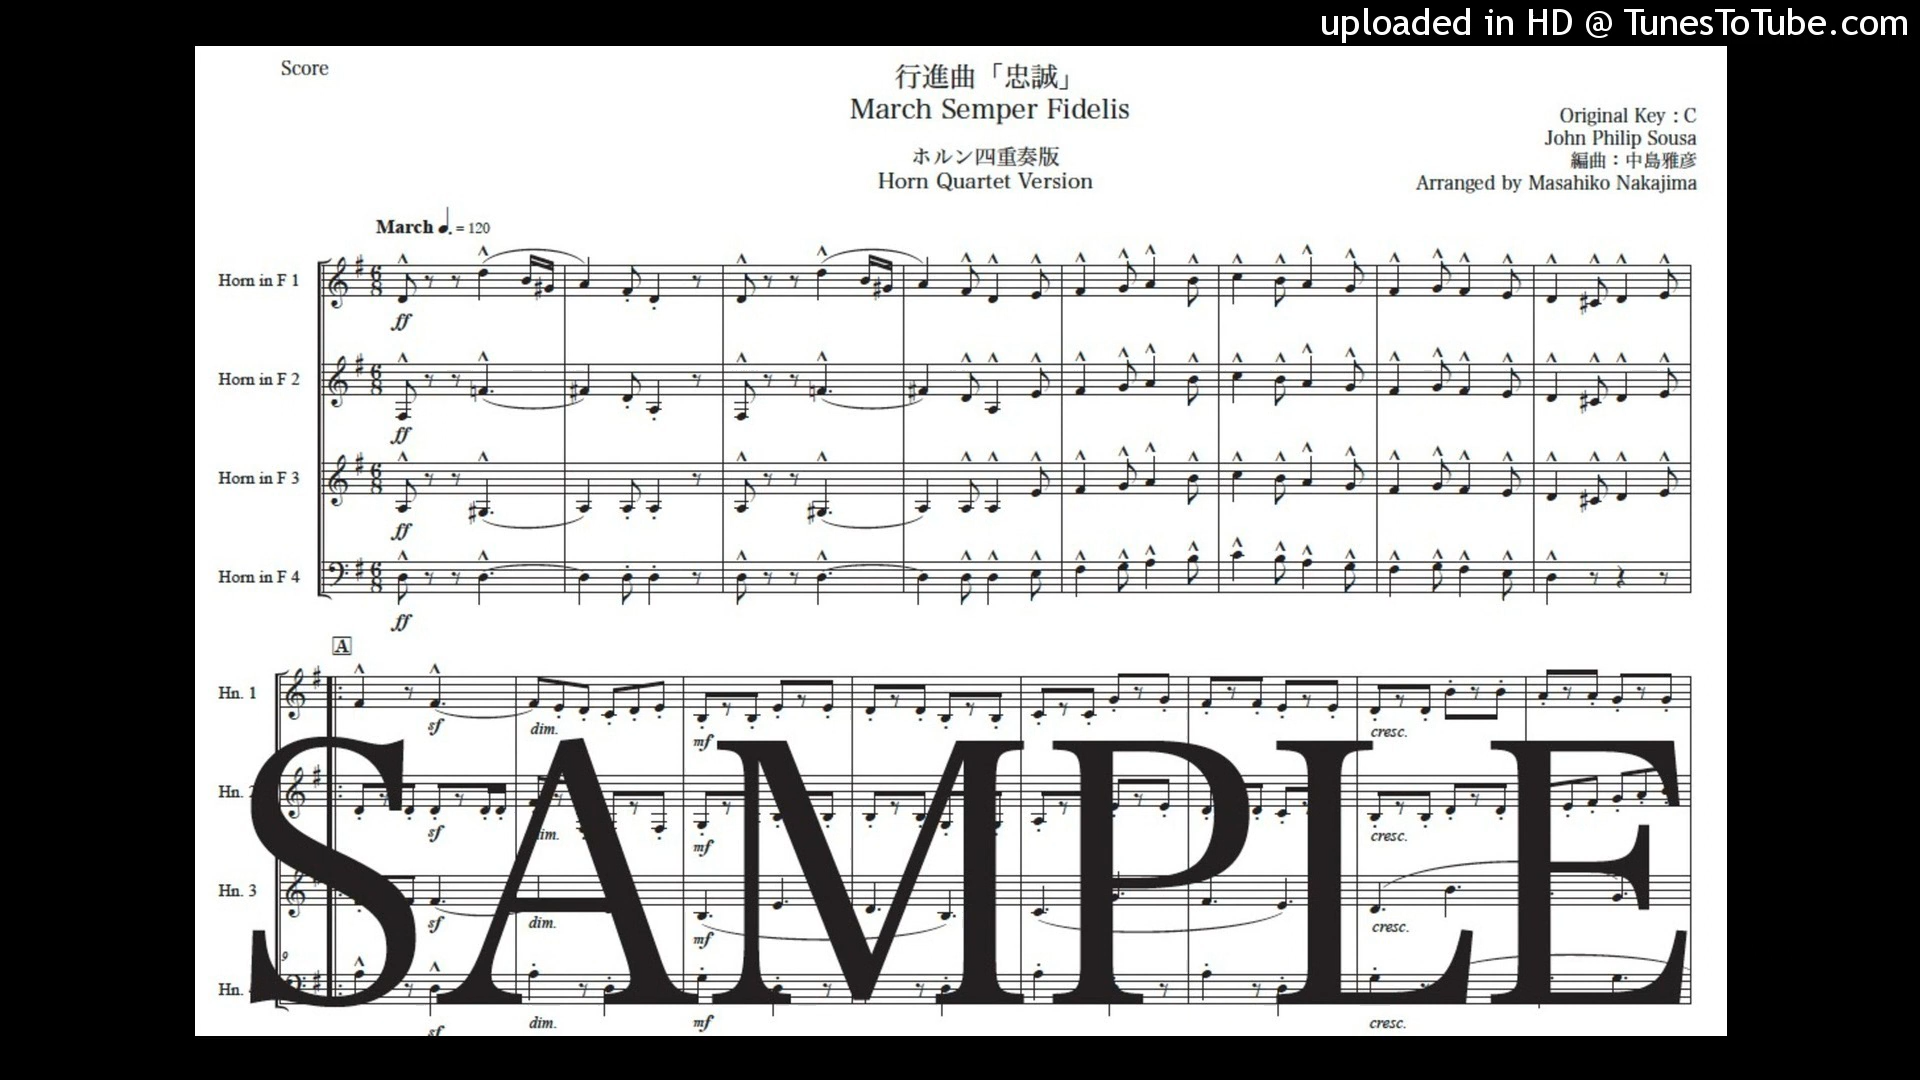 uploaded in HD @ TunesToTube.com
Score
行進曲「忠誠」
March Semper Fidelis
ホルン四重奏版
Horn Quartet Version
Original Key : C
John Philip Sousa
編曲：中島雅彦
Arranged by Masahiko Nakajima
March ♩. = 120
Horn in F 1
ff
Horn in F 2
ff
Horn in F 3
ff
Horn in F 4
ff
A
Hn. 1
sf dim. mf cresc.
Hn. 2
sf dim. mf cresc.
Hn. 3
sf dim. mf cresc.
9
Hn.
sf dim. mf cresc.
SAMPLE